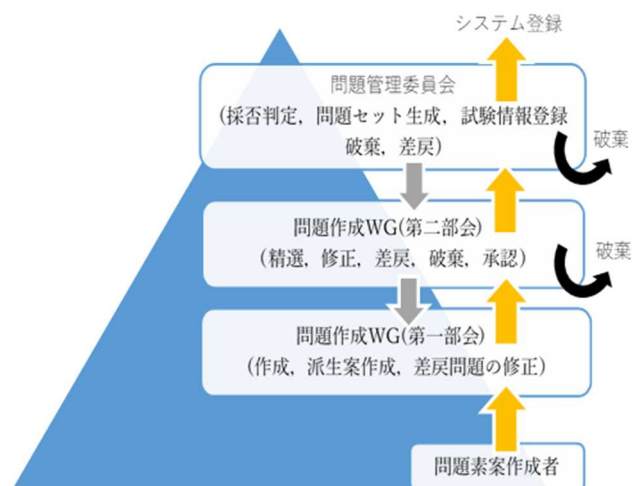 システム登録
問題管理委員会
(採否判定，問題セット生成，試験情報登録
破棄，差戻)
破棄
問題作成WG(第二部会)
(精選，修正，差戻，破棄，承認)
破棄
問題作成WG(第一部会)
(作成，派生案作成，差戻問題の修正)
問題素案作成者